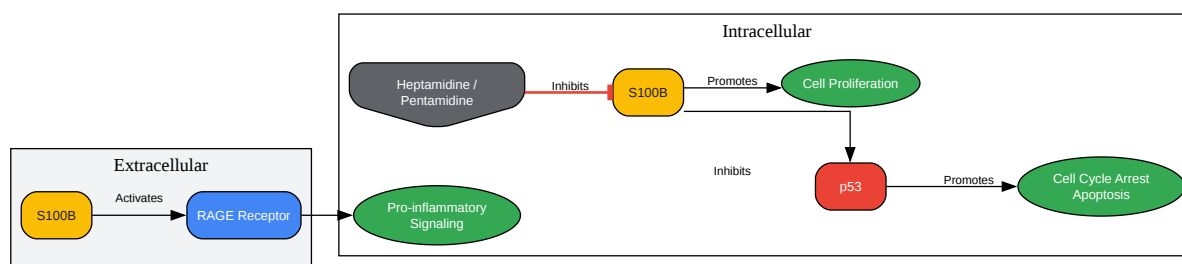 Intracellular
Heptamidine /
Pentamidine
Inhibits
S100B
Promotes
Cell Proliferation
Extracellular
S100B
Activates
RAGE Receptor
Pro-inflammatory
Signaling
Inhibits
p53
Promotes
Cell Cycle Arrest
Apoptosis